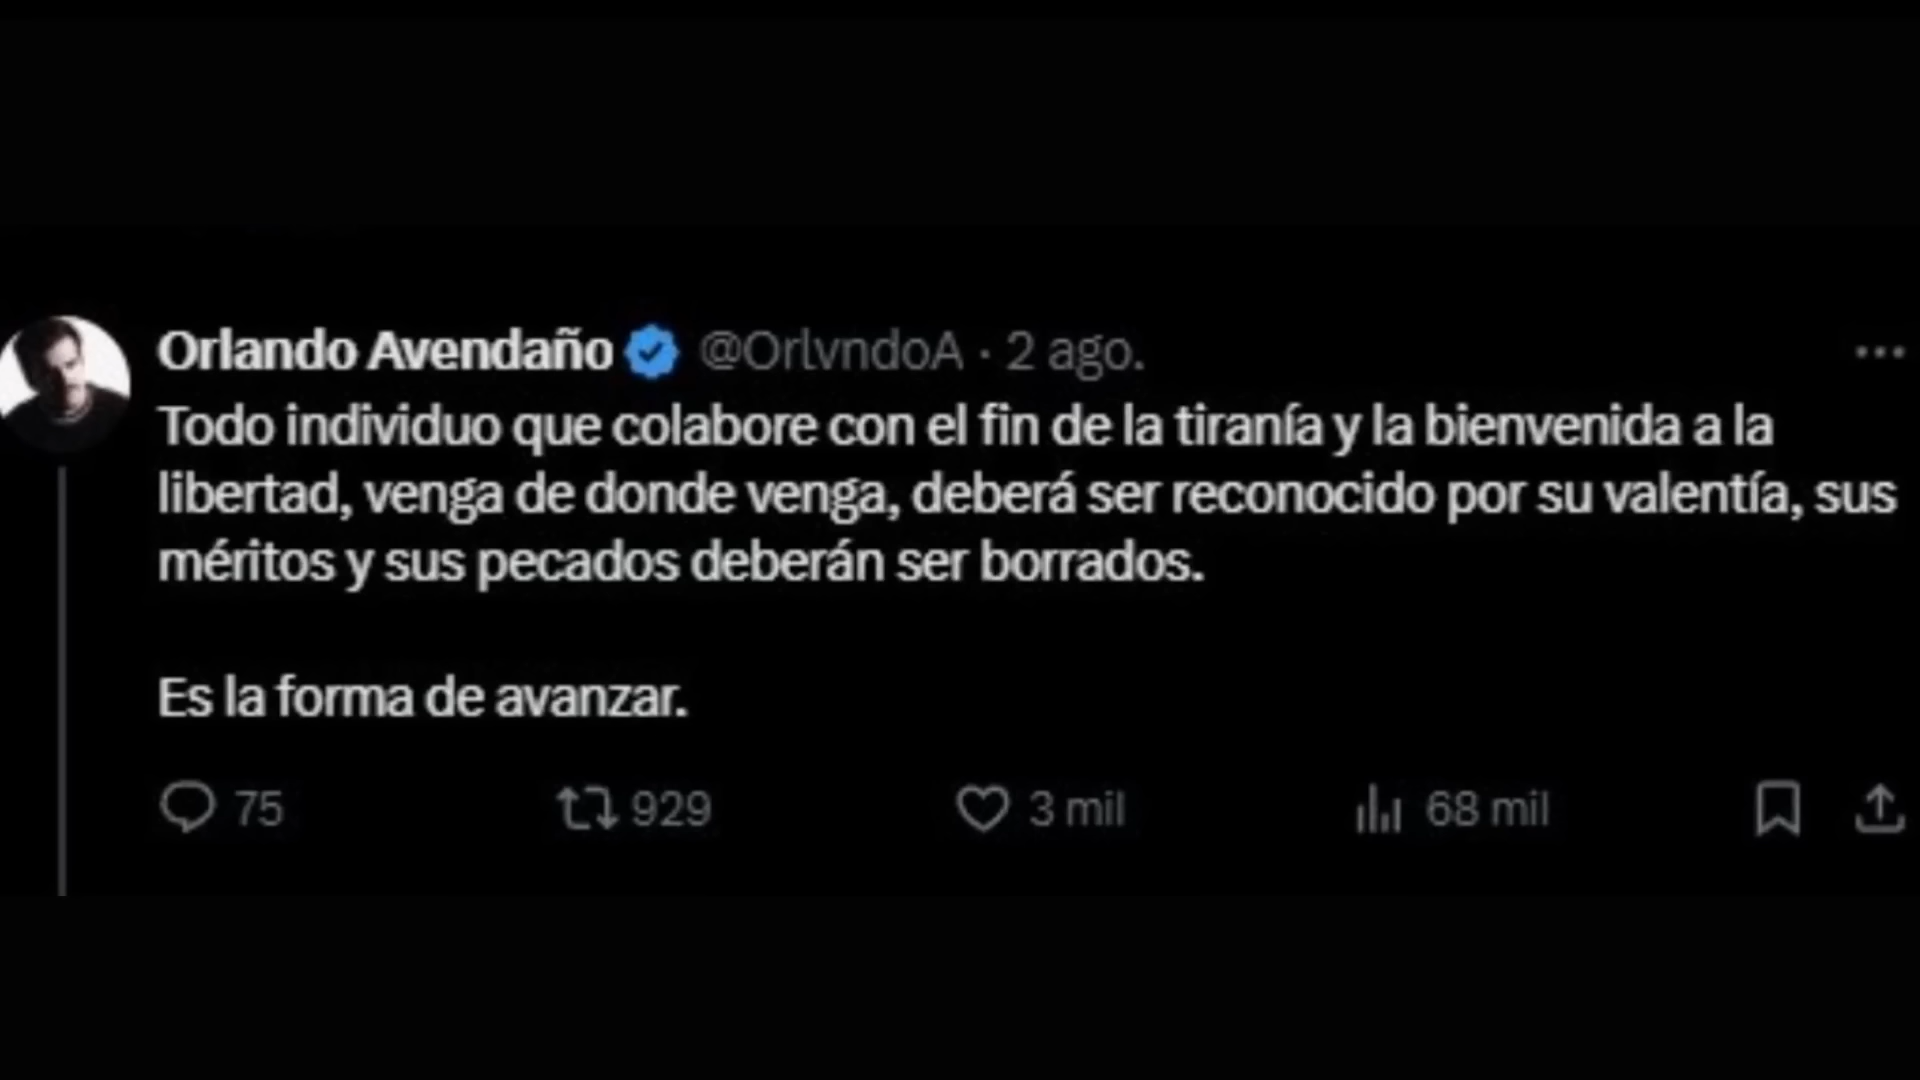 Orlando Avendaño @OrlvndoA · 2 ago.
Todo individuo que colabore con el fin de la tiranía y la bienvenida a la
libertad, venga de donde venga, deberá ser reconocido por su valentía, sus
méritos y sus pecados deberán ser borrados.
Es la forma de avanzar.
75 929 3 mil 68 mil